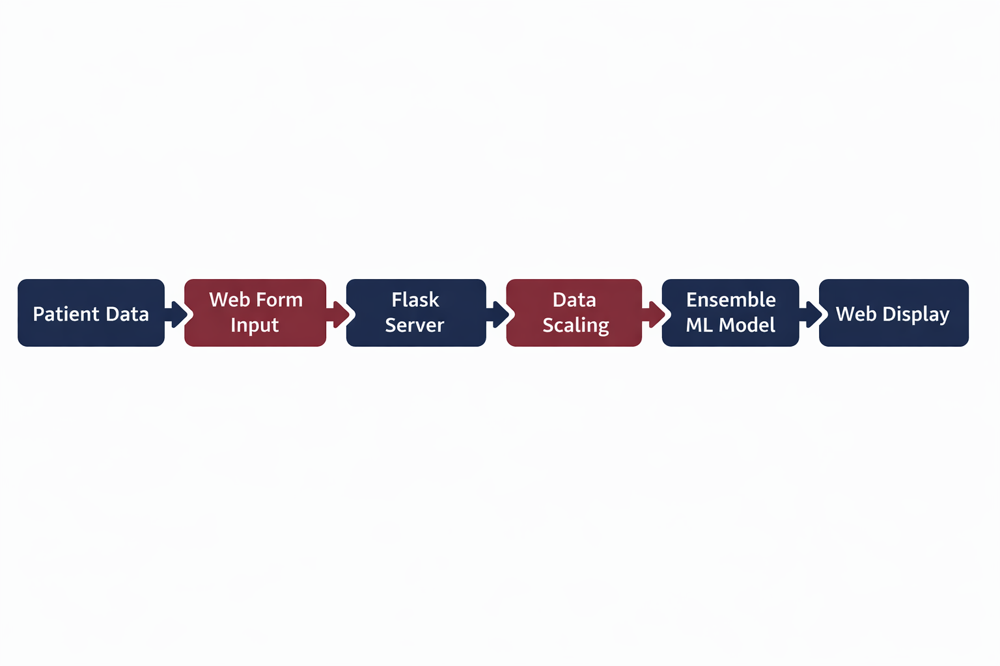 Patient Data
Web Form
Input
Flask
Server
Data
Scaling
Ensemble
ML Model
Web Display